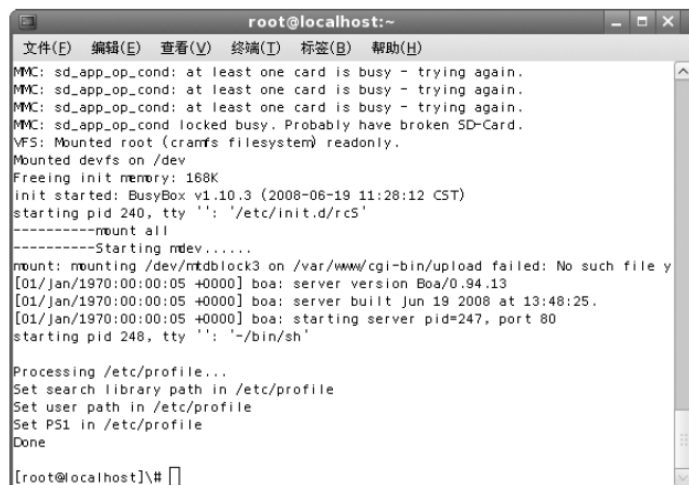 root@localhost:~
文件(F) 编辑(E) 查看(V) 终端(T) 标签(B) 帮助(H)
MMC: sd_app_op_cond: at least one card is busy - trying again.
MMC: sd_app_op_cond: at least one card is busy - trying again.
MMC: sd_app_op_cond: at least one card is busy - trying again.
MMC: sd_app_op_cond locked busy. Probably have broken SD-Card.
VFS: Mounted root (cramfs filesystem) readonly.
Mounted devfs on /dev
Freeing init memory: 168K
init started: BusyBox v1.10.3 (2008-06-19 11:28:12 CST)
starting pid 240, tty '': '/etc/init.d/rcS'
----------mount all
----------Starting mdev......
mount: mounting /dev/mtdblock3 on /var/www/cgi-bin/upload failed: No such file y
[01/Jan/1970:00:00:05 +0000] boa: server version Boa/0.94.13
[01/Jan/1970:00:00:05 +0000] boa: server built Jun 19 2008 at 13:48:25.
[01/Jan/1970:00:00:05 +0000] boa: starting server pid=247, port 80
starting pid 248, tty '': '-/bin/sh'
Processing /etc/profile...
Set search library path in /etc/profile
Set user path in /etc/profile
Set PS1 in /etc/profile
Done
[root@localhost]\#